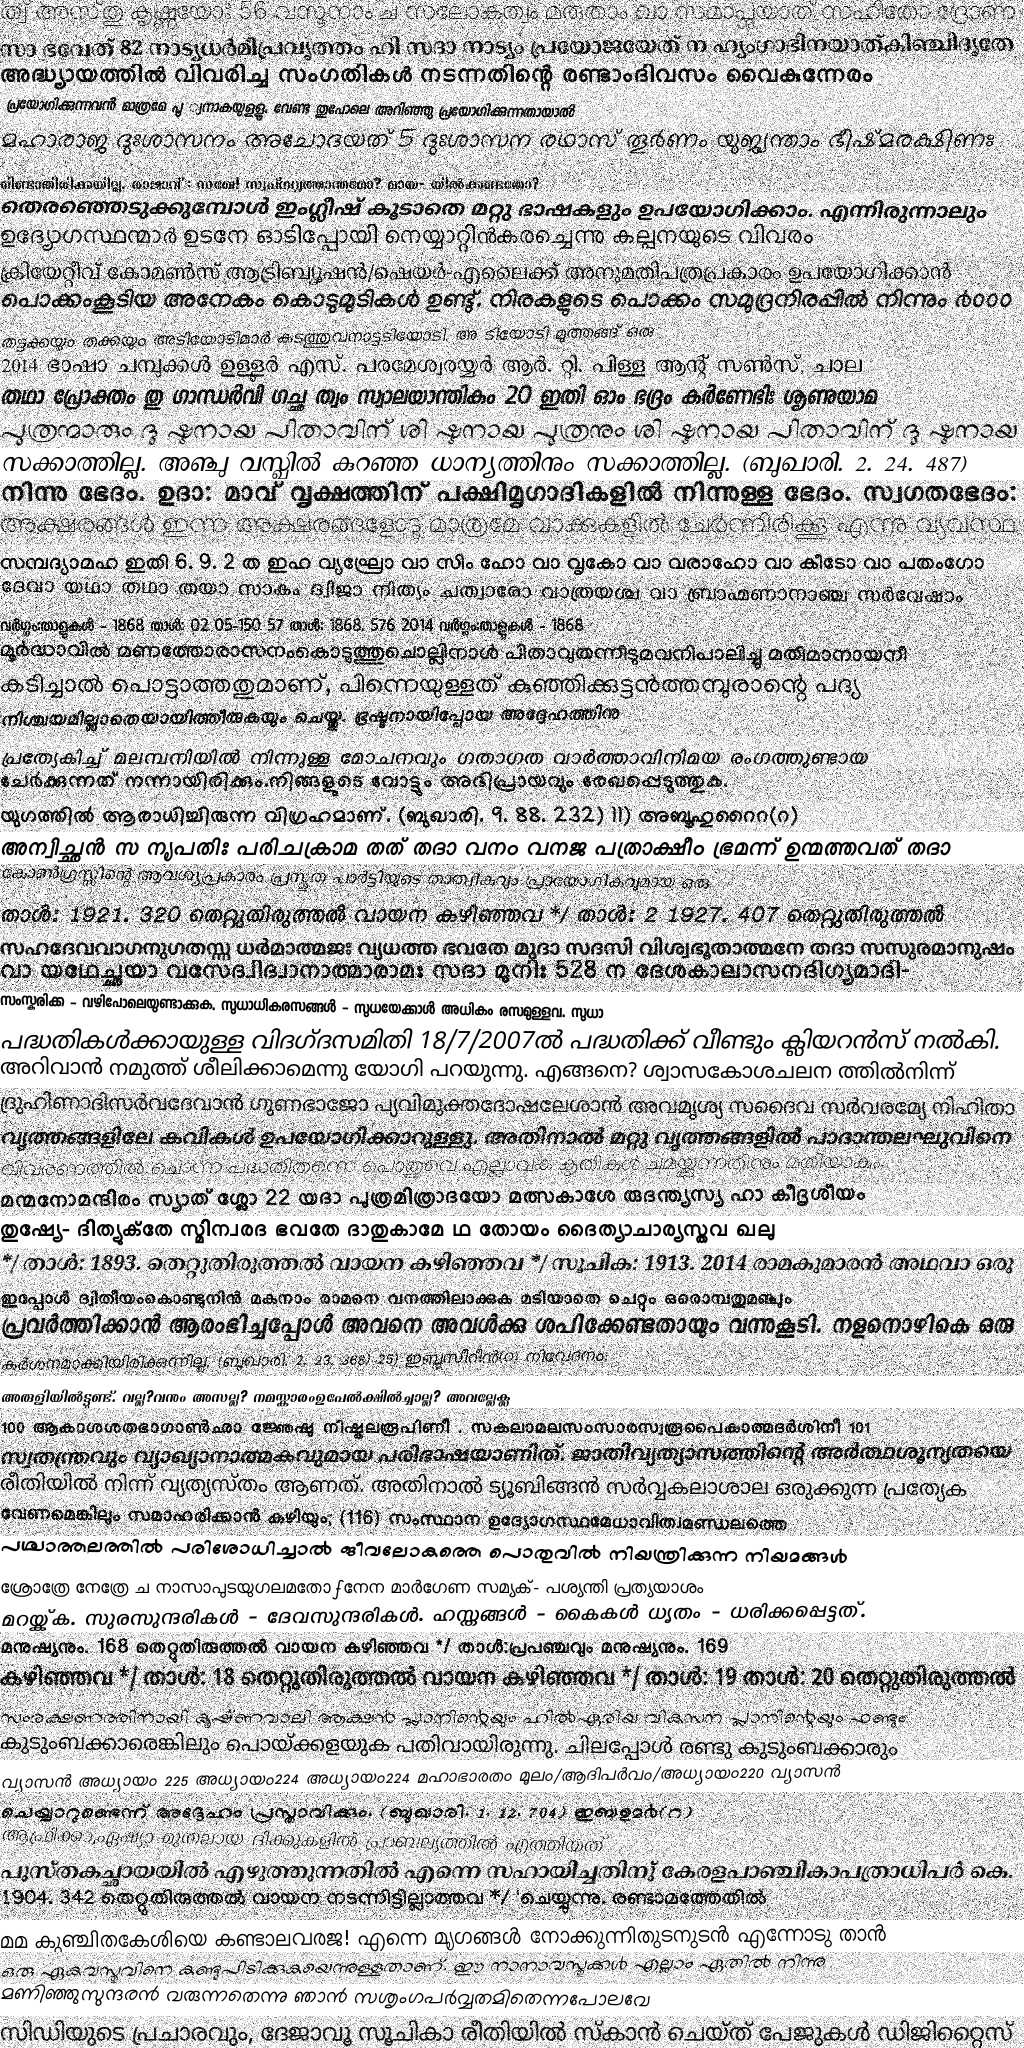 ത്വ അസ്തു കൃഷ്ണയോഃ 56 വസൂനാം ച സലോകത്വം മരുതാം വാ സമാപ്നുയാത് സഹിതോ ദ്രോണ
സാ ഭവേത് 82 നാട്യധർമിപ്രവൃത്തം ഹി സദാ നാട്യം പ്രയോജയേത് ന ഹ്യംഗാഭിനയാത്കിഞ്ചിദൃതേ
അദ്ധ്യായത്തിൽ വിവരിച്ച സംഗതികൾ നടന്നതിന്റെ രണ്ടാംദിവസം വൈകുന്നേരം
പ്രയോഗിക്കുന്നവൻ മാത്രമേ വേണ്ട തുപോലെ അറിഞ്ഞു പ്രയോഗിക്കുന്നതായാൽ
മഹാരാജ ദുഃശാസനം അചോദയത് 5 ദുഃശാസന രഥാസ് തൂർണം യുജ്യന്താം ഭീഷ്മരക്ഷിണഃ
മിണ്ടാതിരിക്കയില്ല. രാജാവ്: സഖേ!
തെരഞ്ഞെടുക്കുമ്പോൾ ഇംഗ്ലീഷ് കൂടാതെ മറ്റു ഭാഷകളും ഉപയോഗിക്കാം. എന്നിരുന്നാലും
ഉദ്യോഗസ്ഥന്മാർ ഉടനേ ഓടിപ്പോയി നെയ്യാറ്റിൻകരച്ചെന്നു കല്പനയുടെ വിവരം
ക്രിയേറ്റീവ് കോമൺസ് ആട്രിബ്യൂഷൻ/ഷെയർ-എലൈക്ക് അനുമതിപത്രപ്രകാരം ഉപയോഗിക്കാൻ
പൊക്കംകൂടിയ അനേകം കൊടുമുടികൾ ഉണ്ടു്. നിരകളുടെ പൊക്കം സമുദ്രനിരപ്പിൽ നിന്നും ൪൦൦൦
തട്ടക്കയും തക്കയും അടിയോടിമാർ കടത്തുവനാട്ടടിയോടി. അ ടിയോടി മുത്തങ്ങ് ഒരു
2014 ഭാഷാ ചമ്പുക്കൾ ഉള്ളൂർ എസ്. പരമേശ്വരയ്യർ ആർ. റ്റി. പിള്ള ആന്റ് സൺസ്, ചാല
തഥാ പ്രോക്തം തു ഗാന്ധർവീ ഗച്ഛ ത്വം സ്വാലയാന്തികം 20 ഇതി ഓം ഭദ്രം കർണേഭിഃ ശൃണുയാമ
പുത്രന്മാരും ദു ഷ്ടനായ പിതാവിന് ശി ഷ്ടനായ പുത്രനും ശി ഷ്ടനായ പിതാവിന് ദു ഷ്ടനായ
സക്കാത്തില്ല. അഞ്ചു വസ്ഖിൽ കുറഞ്ഞ ധാന്യത്തിനും സക്കാത്തില്ല. (ബുഖാരി. 2. 24. 487)
നിന്നു ഭേദം. ഉദാ: മാവ് വൃക്ഷത്തിന് പക്ഷിമൃഗാദികളിൽ നിന്നുള്ള ഭേദം. സ്വഗതഭേദം:
അക്ഷരങ്ങൾ ഇന്ന അക്ഷരങ്ങളോടു മാത്രമേ വാക്കുകളിൽ ചേർന്നിരിക്കൂ എന്നു വ്യവസ്ഥ
സമ്പദ്യാമഹ ഇതി 6. 9. 2 ത ഇഹ വ്യഘ്രോ വാ സിം ഹോ വാ വൃകോ വാ വരാഹോ വാ കീടോ വാ പതംഗോ
ദേവാ യഥാ തഥാ തയാ സാകം ദ്വിജാ നിത്യം ചത്വാരോ വാത്രയശ്ച വാ ബ്രാഹ്മണാനാഞ്ച സർവേഷാം
വർഗ്ഗം:താളുകൾ - 1868 താൾ: 02 05-150 57 താൾ: 1868. 576 2014 വർഗ്ഗം:താളുകൾ - 1868
മൂർദ്ധാവിൽ മണത്തോരാസനംകൊടുത്തുചൊല്ലിനാൾ പിതാവുതന്നീടുമവനിപാലിച്ചൂ മതിമാനായനീ
കടിച്ചാൽ പൊട്ടാത്തതുമാണ്, പിന്നെയുള്ളത് കുഞ്ഞിക്കുട്ടൻത്തമ്പുരാന്റെ പദ്യ
നിശ്ചയമില്ലാതെയായിത്തീരുകയും ചെയ്തു. ഭ്രഷ്ടനായിപ്പോയ അദ്ദേഹത്തിനു
പ്രത്യേകിച്ച് മലമ്പനിയിൽ നിന്നുള്ള മോചനവും ഗതാഗത വാർത്താവിനിമയ രംഗത്തുണ്ടായ
ചേർക്കുന്നത് നന്നായിരിക്കും.നിങ്ങളുടെ വോട്ടും അഭിപ്രായവും രേഖപ്പെടുത്തുക.
യുഗത്തിൽ ആരാധിച്ചിരുന്ന വിഗ്രഹമാണ്. (ബുഖാരി. 9. 88. 232) 11) അബൂഹുറൈറ(റ)
അന്വിച്ഛൻ സ നൃപതിഃ പരിചക്രാമ തത് തദാ വനം വനജ പത്രാക്ഷീം ഭ്രമന്ന് ഉന്മത്തവത് തദാ
കോൺഗ്രസ്സിന്റെ ആവശ്യപ്രകാരം പ്രസ്തുത പാർട്ടിയുടെ താത്വികവും പ്രായോഗികവുമായ ഒരു
താൾ: 1921. 320 തെറ്റുതിരുത്തൽ വായന കഴിഞ്ഞവ */ താൾ: 2 1927. 407 തെറ്റുതിരുത്തൽ
സഹദേവവാഗനുഗതസ്സ ധർമാത്മജഃ വ്യധത്ത ഭവതേ മുദാ സദസി വിശ്വഭൂതാത്മനേ തദാ സസുരമാനുഷം
വാ യഥേച്ഛയാ വസേദ്വിദ്വാനാത്മാരാമഃ സദാ മുനിഃ 528 ന ദേശകാലാസനദിഗ്യമാദി-
സംസ്കരിക്ക - വഴിപോലെയുണ്ടാക്കുക. സുധാധികരസങ്ങൾ - സുധയേക്കാൾ അധികം രസമുള്ളവ. സുധാ
പദ്ധതികൾക്കായുള്ള വിദഗ്ദസമിതി 18/7/2007ൽ പദ്ധതിക്ക് വീണ്ടും ക്ലിയറൻസ് നൽകി.
അറിവാൻ നമുത്ത് ശീലിക്കാമെന്നു യോഗി പറയുന്നു. എങ്ങനെ? ശ്വാസകോശചലന ത്തിൽനിന്ന്
ദ്രുഹിണാദിസർവദേവാൻ ഗുണഭാജോ പ്യവിമുക്തദോഷലേശാൻ അവമൃശ്യ സദൈവ സർവരമ്യേ നിഹിതാ
വൃത്തങ്ങളിലേ കവികൾ ഉപയോഗിക്കാറുള്ളു. അതിനാൽ മറ്റു വൃത്തങ്ങളിൽ പാദാന്തലഘുവിനെ
വിവരണത്തിൽ ചൊന്ന പദ്ധതിതന്നെ പൊതുവേ എല്ലാവരും കൃതികൾ ചമയ്ക്കുന്നതിനും മതിയാകും.
മന്മനോമന്ദിരം സ്യാത് ശ്ലോ 22 യദാ പുത്രമിത്രാദയോ മത്സകാശേ രുദന്ത്യസ്യ ഹാ കീദൃശീയം
തുഷ്യേ- ദിത്യുക്തേ സ്മിന്വരദ ഭവതേ ദാതുകാമേ ഥ തോയം ദൈത്യാചാര്യസ്തവ ഖലു
*/ താൾ: 1893. തെറ്റുതിരുത്തൽ വായന കഴിഞ്ഞവ */ സൂചിക: 1913. 2014 രാമകുമാരൻ അഥവാ ഒരു
ഇപ്പോൾ ദ്വിതീയംകൊണ്ടുനിൻ മകനാം രാമനെ വനത്തിലാക്കുക മടിയാതെ ചെറ്റും ഒരൊമ്പതുമഞ്ചും
പ്രവർത്തിക്കാൻ ആരംഭിച്ചപ്പോൾ അവനെ അവൾക്കു ശപിക്കേണ്ടതായും വന്നുകൂടി. നളനൊഴികെ ഒരു
കർശനമാക്കിയിരിക്കുന്നില്ല. (ബുഖാരി. 2. 23. 368) 25) ഇബ്നുസീറീൻ(റ) നിവേദനം:
അരുളിയിൽട്ടുണ്ട്. വല്ല?വനും അസല്ല? നമസ്കാരംഉപേൽക്ഷിൽച്ചാല്ല? അവല്ലേക്ല
100 ആകാശശതഭാഗാൺഛാ ജ്ഞേഷു നിഷ്കലരൂപിണീ . സകലാമലസംസാരസ്വരൂപൈകാത്മദർശിനീ 101
സ്വതന്ത്രവും വ്യാഖ്യാനാത്മകവുമായ പരിഭാഷയാണിത്. ജാതിവ്യത്യാസത്തിന്റെ അർത്ഥശൂന്യതയെ
രീതിയിൽ നിന്ന് വ്യത്യസ്തം ആണത്. അതിനാൽ ട്യൂബിങ്ങൻ സർവ്വകലാശാല ഒരുക്കുന്ന പ്രത്യേക
വേണമെങ്കിലും സമാഹരിക്കാൻ കഴിയും; (116) സംസ്ഥാന ഉദ്യോഗസ്ഥമേധാവിത്വമണ്ഡലത്തെ
പശ്ചാത്തലത്തിൽ പരിശോധിച്ചാൽ ജീവലോകത്തെ പൊതുവിൽ നിയന്ത്രിക്കുന്ന നിയമങ്ങൾ
ശ്രോത്രേ നേത്രേ ച നാസാപുടയുഗലമതോƒനേന മാർഗേണ സമ്യക്- പശ്യന്തി പ്രത്യയാശം
മറയ്ക്ക. സുരസുന്ദരികൾ - ദേവസുന്ദരികൾ. ഹസ്തങ്ങൾ - കൈകൾ ധൃതം - ധരിക്കപ്പെട്ടത്.
മനുഷ്യനും. 168 തെറ്റുതിരുത്തൽ വായന കഴിഞ്ഞവ */ താൾ:പ്രപഞ്ചവും മനുഷ്യനും. 169
കഴിഞ്ഞവ */ താൾ: 18 തെറ്റുതിരുത്തൽ വായന കഴിഞ്ഞവ */ താൾ: 19 താൾ: 20 തെറ്റുതിരുത്തൽ
സംരക്ഷണത്തിനായി കൃഷ്ണവാലി ആക്ഷൻ പ്ലാനിന്റെയും ഹിൽഏരിയ വികസന പ്ലാനിന്റെയും ഫണ്ടും
കുടുംബക്കാരെങ്കിലും പൊയ്ക്കളയുക പതിവായിരുന്നു. ചിലപ്പോൾ രണ്ടു കുടുംബക്കാരും
വ്യാസൻ അധ്യായം 225 അധ്യായം224 അധ്യായം224 മഹാഭാരതം മൂലം/ആദിപർവം/അധ്യായം220 വ്യാസൻ
ചെയ്യാറുണ്ടെന്ന് അദ്ദേഹം പ്രസ്താവിക്കും. (ബുഖാരി. 1. 12. 704) ഇബ്നുഉമർ(റ)
ആഫ്രിക്കാ,ഏഷ്യാ മുതലായ ദിക്കുകളിൽ പ്രാബല്യത്തിൽ എത്തിയത്
പുസ്തകച്ഛായയിൽ എഴുത്തുന്നതിൽ എന്നെ സഹായിച്ചതിനു് കേരളപാഞ്ചികാപത്രാധിപർ കെ.
1904. 342 തെറ്റുതിരുത്തൽ വായന നടന്നിട്ടില്ലാത്തവ */ 'ചെയ്യുന്നു. രണ്ടാമത്തേതിൽ
മമ കുഞ്ചിതകേശിയെ കണ്ടാലവരജ! എന്നെ മൃഗങ്ങൾ നോക്കുന്നിതുടനുടൻ എന്നോടു താൻ
ഒരു ഏകവസ്തുവിനെ കണ്ടുപിടിക്കുകയെന്നുള്ളതാണ്. ഈ നാനാവസ്തുക്കൾ എല്ലാം ഏതിൽ നിന്നു
മണിഞ്ഞുസുന്ദരൻ വരുന്നതെന്നു ഞാൻ സശൃംഗപർവ്വതമിതെന്നപോലവേ
സിഡിയുടെ പ്രചാരവും, ദേജാവൂ സൂചികാ രീതിയിൽ സ്കാൻ ചെയ്ത് പേജുകൾ ഡിജിറ്റൈസ്